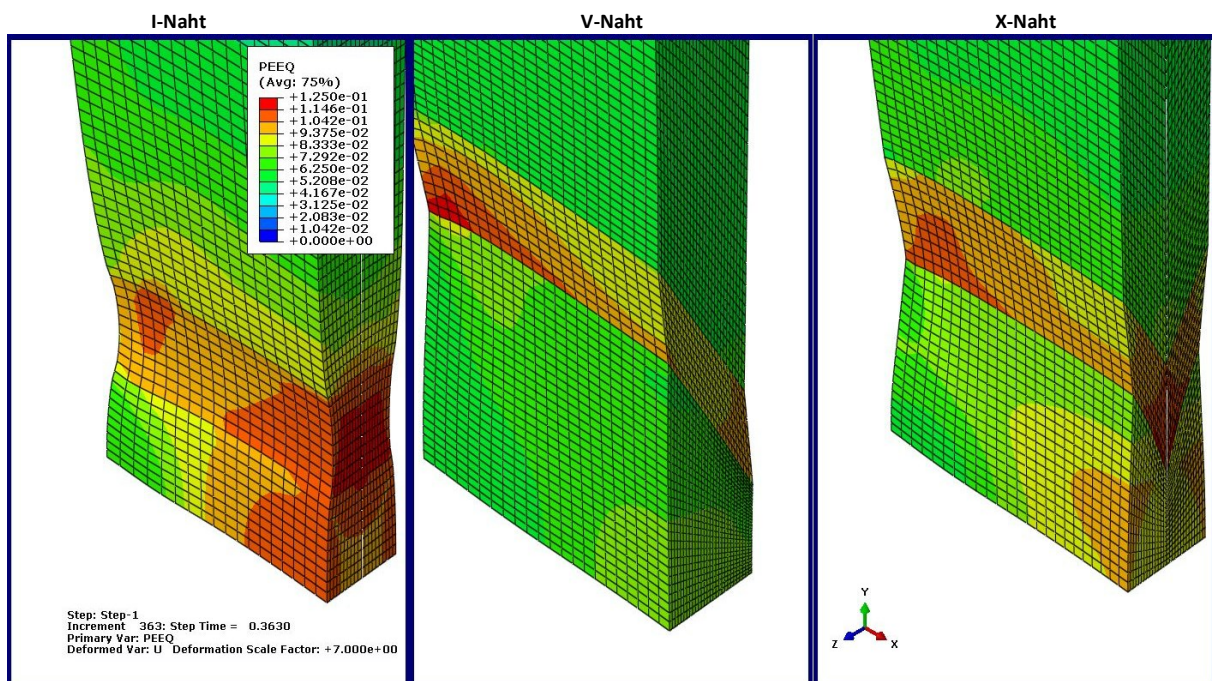 I-Naht
V-Naht
X-Naht
PEEQ
(Avg: 75%)
+1.250e-01
+1.146e-01
+1.042e-01
+9.375e-02
+8.333e-02
+7.292e-02
+6.250e-02
+5.208e-02
+4.167e-02
+3.125e-02
+2.083e-02
+1.042e-02
+0.000e+00
Step: Step-1
Increment 363: Step Time = 0.3630
Primary Var: PEEQ
Deformed Var: U Deformation Scale Factor: +7.000e+00
Y
Z
X